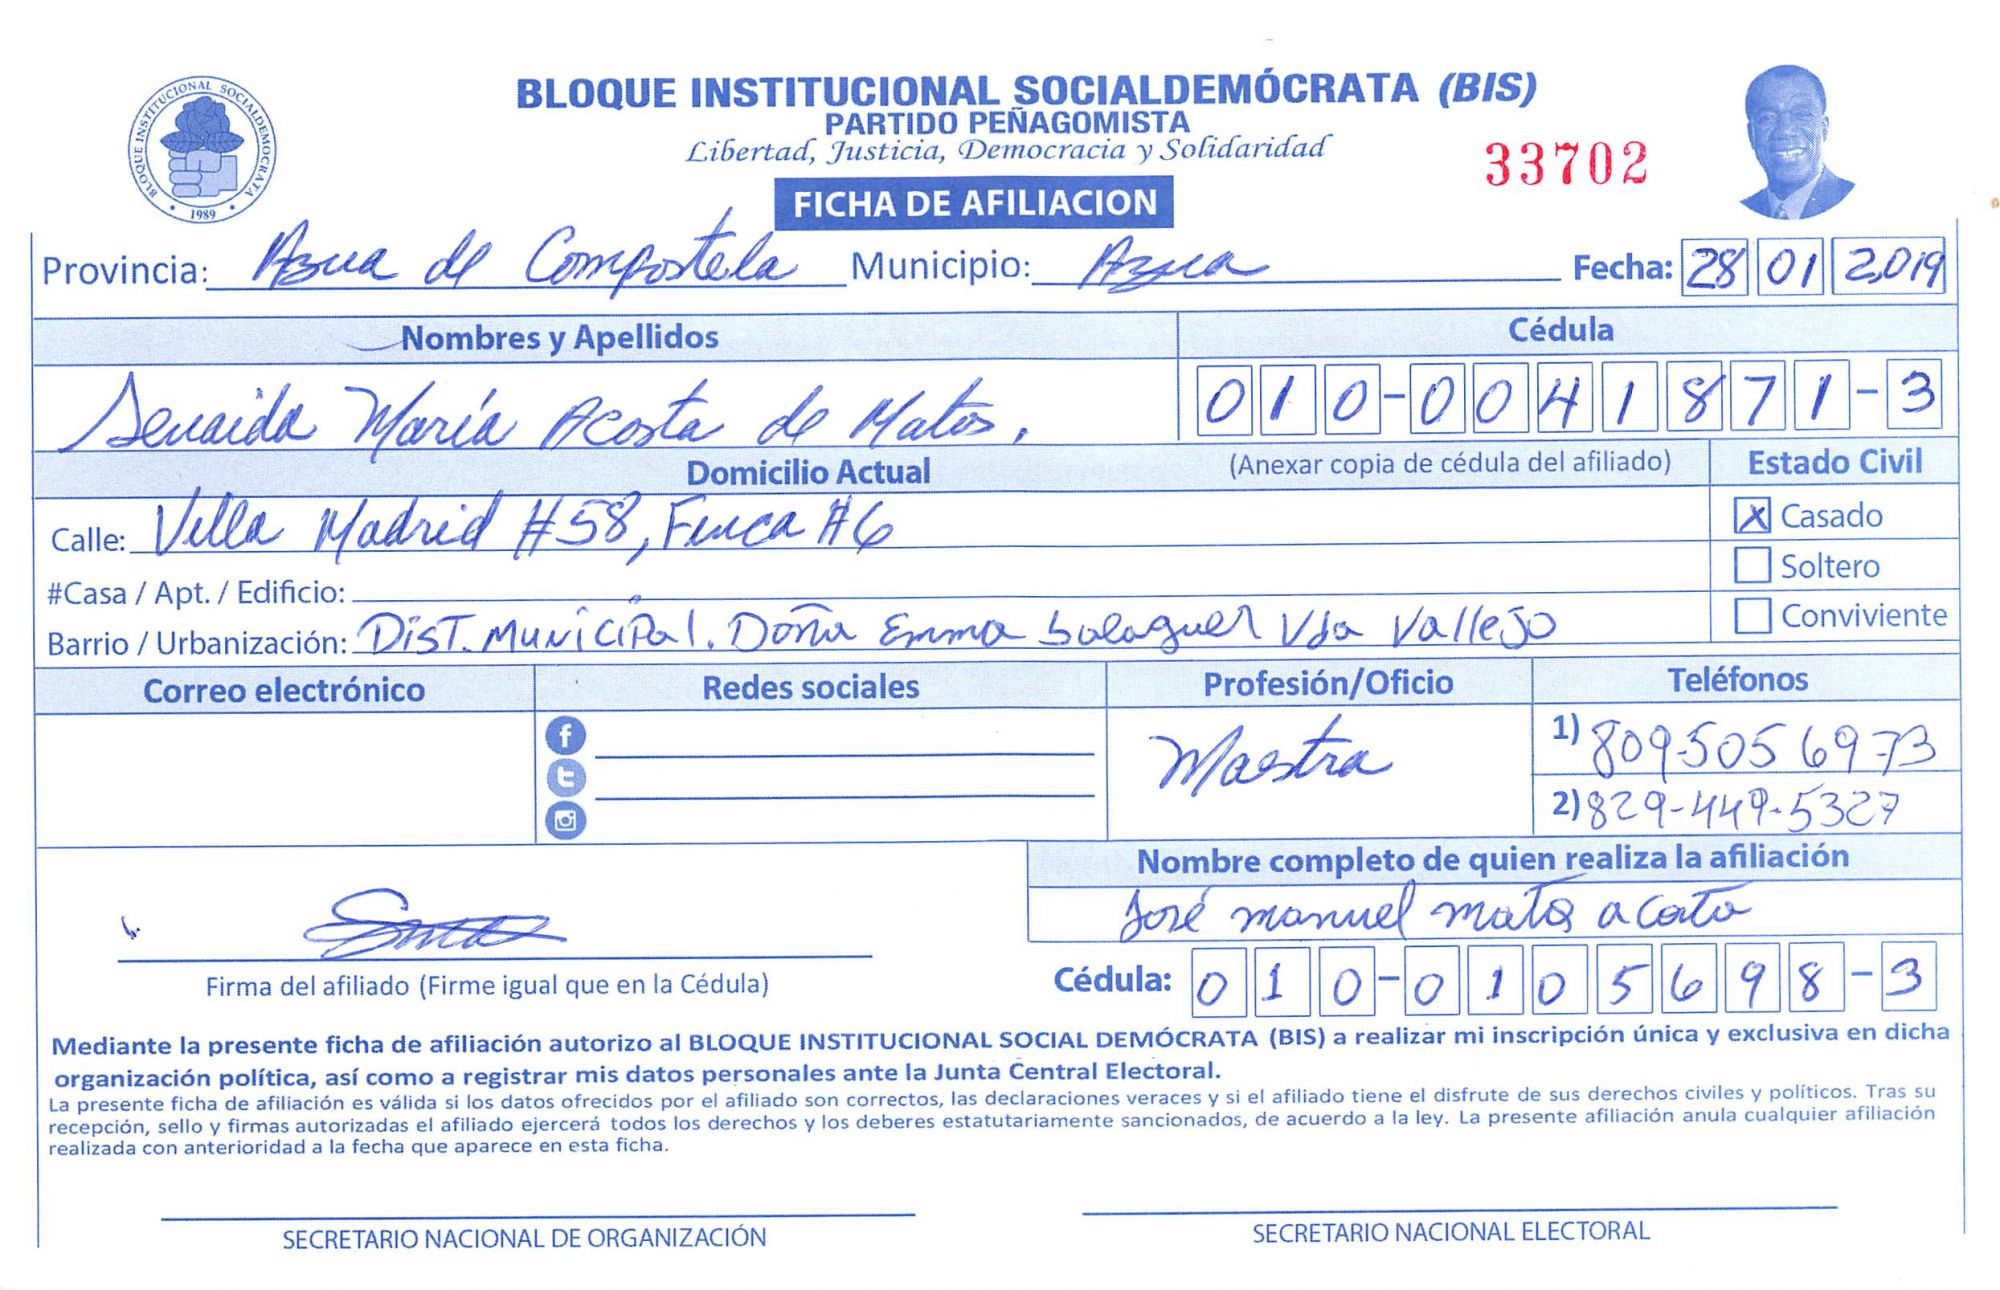 BLOQUE INSTITUCIONAL SOCIALDEMÓCRATA
1989
BLOQUE INSTITUCIONAL SOCIALDEMÓCRATA (BIS)
PARTIDO PEÑAGOMISTA
Libertad, Justicia, Democracia y Solidaridad
33702
FICHA DE AFILIACION
Provincia: Azua de Compostela Municipio: Azua Fecha: 28 01 2019
Nombres y Apellidos Cédula
Senaida María Acosta de Matos. 010-0041871-3
Domicilio Actual (Anexar copia de cédula del afiliado) Estado Civil
Calle: Villa Madrid #58, Finca #6 X Casado
#Casa / Apt. / Edificio: Soltero
Barrio / Urbanización: Dist. Municipal. Doña Emma balaguer Vda Vallejo Conviviente
Correo electrónico Redes sociales Profesión/Oficio Teléfonos
Maestra 1) 809-505 6973
2) 829-449-5327
Nombre completo de quien realiza la afiliación
José manuel matos acosta
Firma del afiliado (Firme igual que en la Cédula) Cédula: 010-0105698-3
Mediante la presente ficha de afiliación autorizo al BLOQUE INSTITUCIONAL SOCIAL DEMÓCRATA (BIS) a realizar mi inscripción única y exclusiva en dicha
organización política, así como a registrar mis datos personales ante la Junta Central Electoral.
La presente ficha de afiliación es válida si los datos ofrecidos por el afiliado son correctos, las declaraciones veraces y si el afiliado tiene el disfrute de sus derechos civiles y políticos. Tras su
recepción, sello y firmas autorizadas el afiliado ejercerá todos los derechos y los deberes estatutariamente sancionados, de acuerdo a la ley. La presente afiliación anula cualquier afiliación
realizada con anterioridad a la fecha que aparece en esta ficha.
SECRETARIO NACIONAL DE ORGANIZACIÓN SECRETARIO NACIONAL ELECTORAL